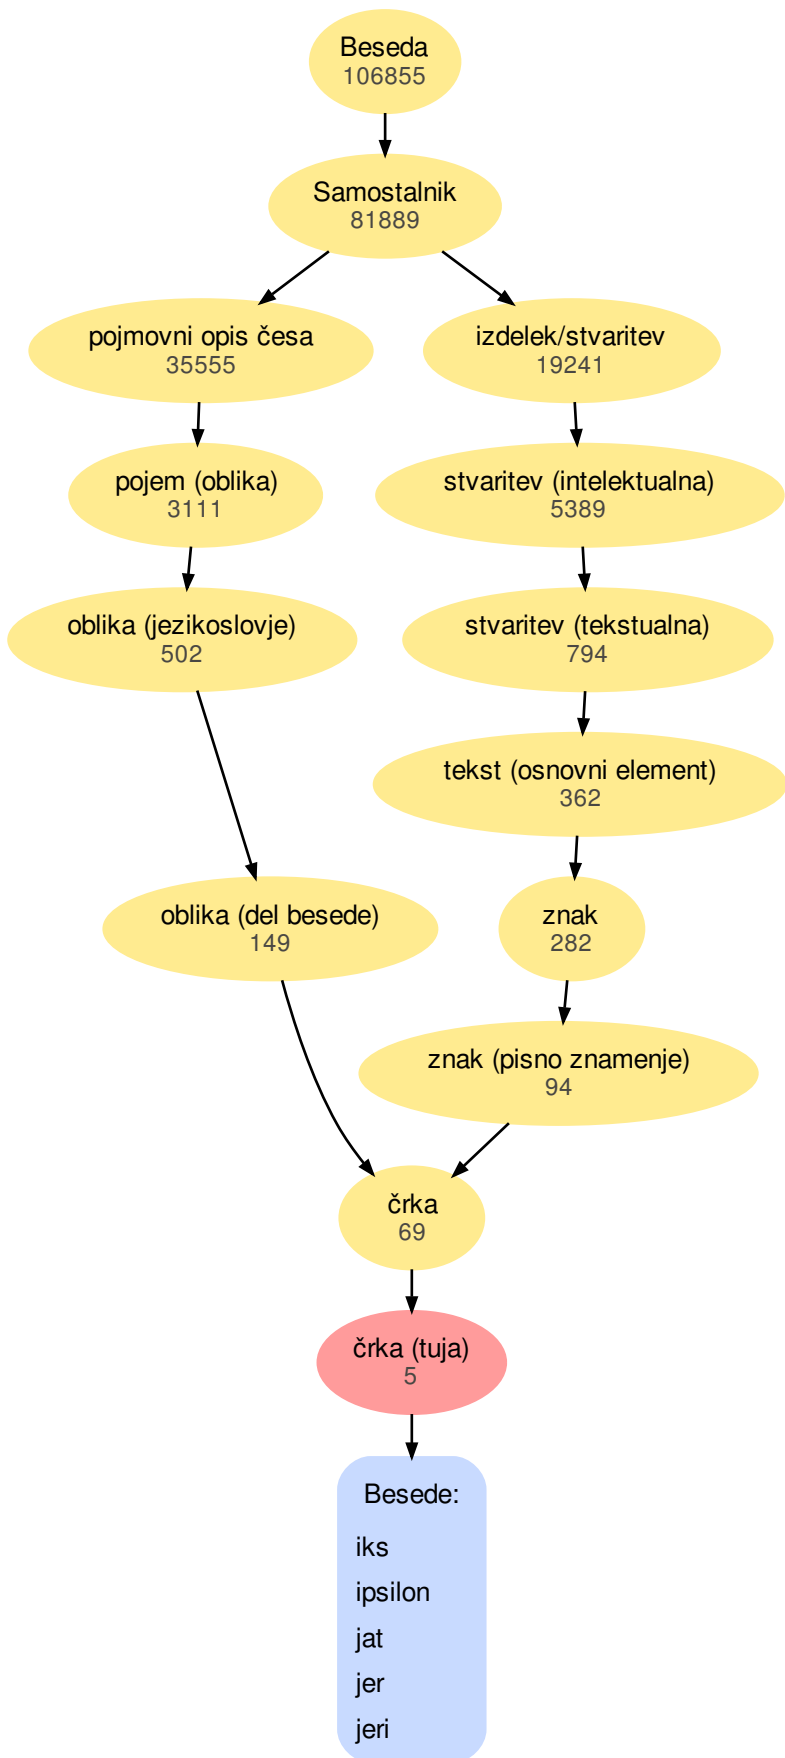 Beseda
106855
Samostalnik
81889
pojmovni opis česa
35555
izdelek/stvaritev
19241
pojem (oblika)
3111
stvaritev (intelektualna)
5389
oblika (jezikoslovje)
502
stvaritev (tekstualna)
794
tekst (osnovni element)
362
oblika (del besede)
149
znak
282
znak (pisno znamenje)
94
črka
69
črka (tuja)
5
Besede:
iks
ipsilon
jat
jer
jeri